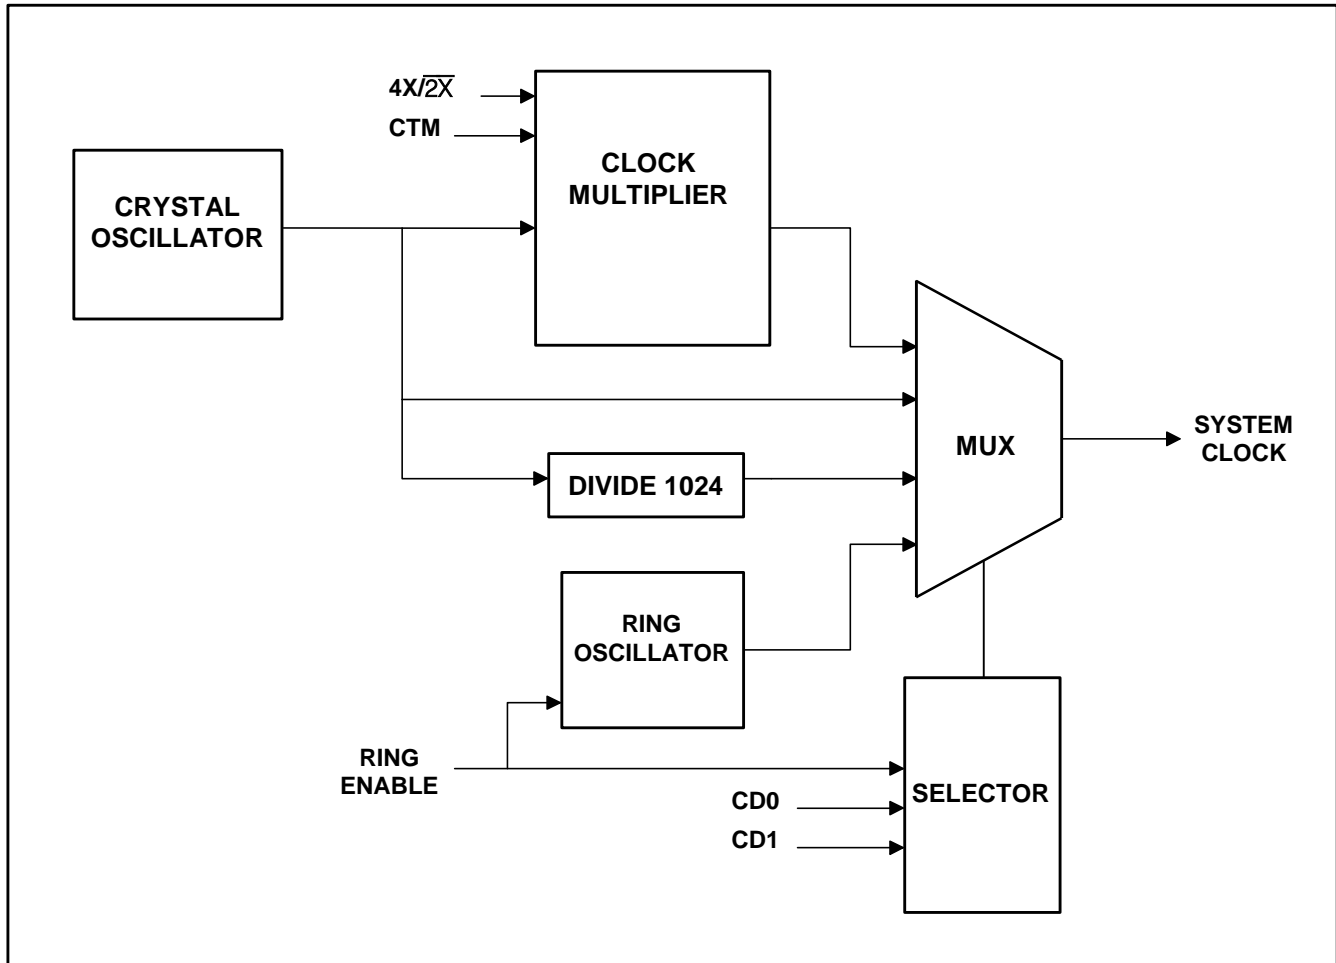 4X/2X̅
CTM
CLOCK
MULTIPLIER
CRYSTAL
OSCILLATOR
MUX
SYSTEM
CLOCK
DIVIDE 1024
RING
OSCILLATOR
RING
ENABLE
CD0
CD1
SELECTOR